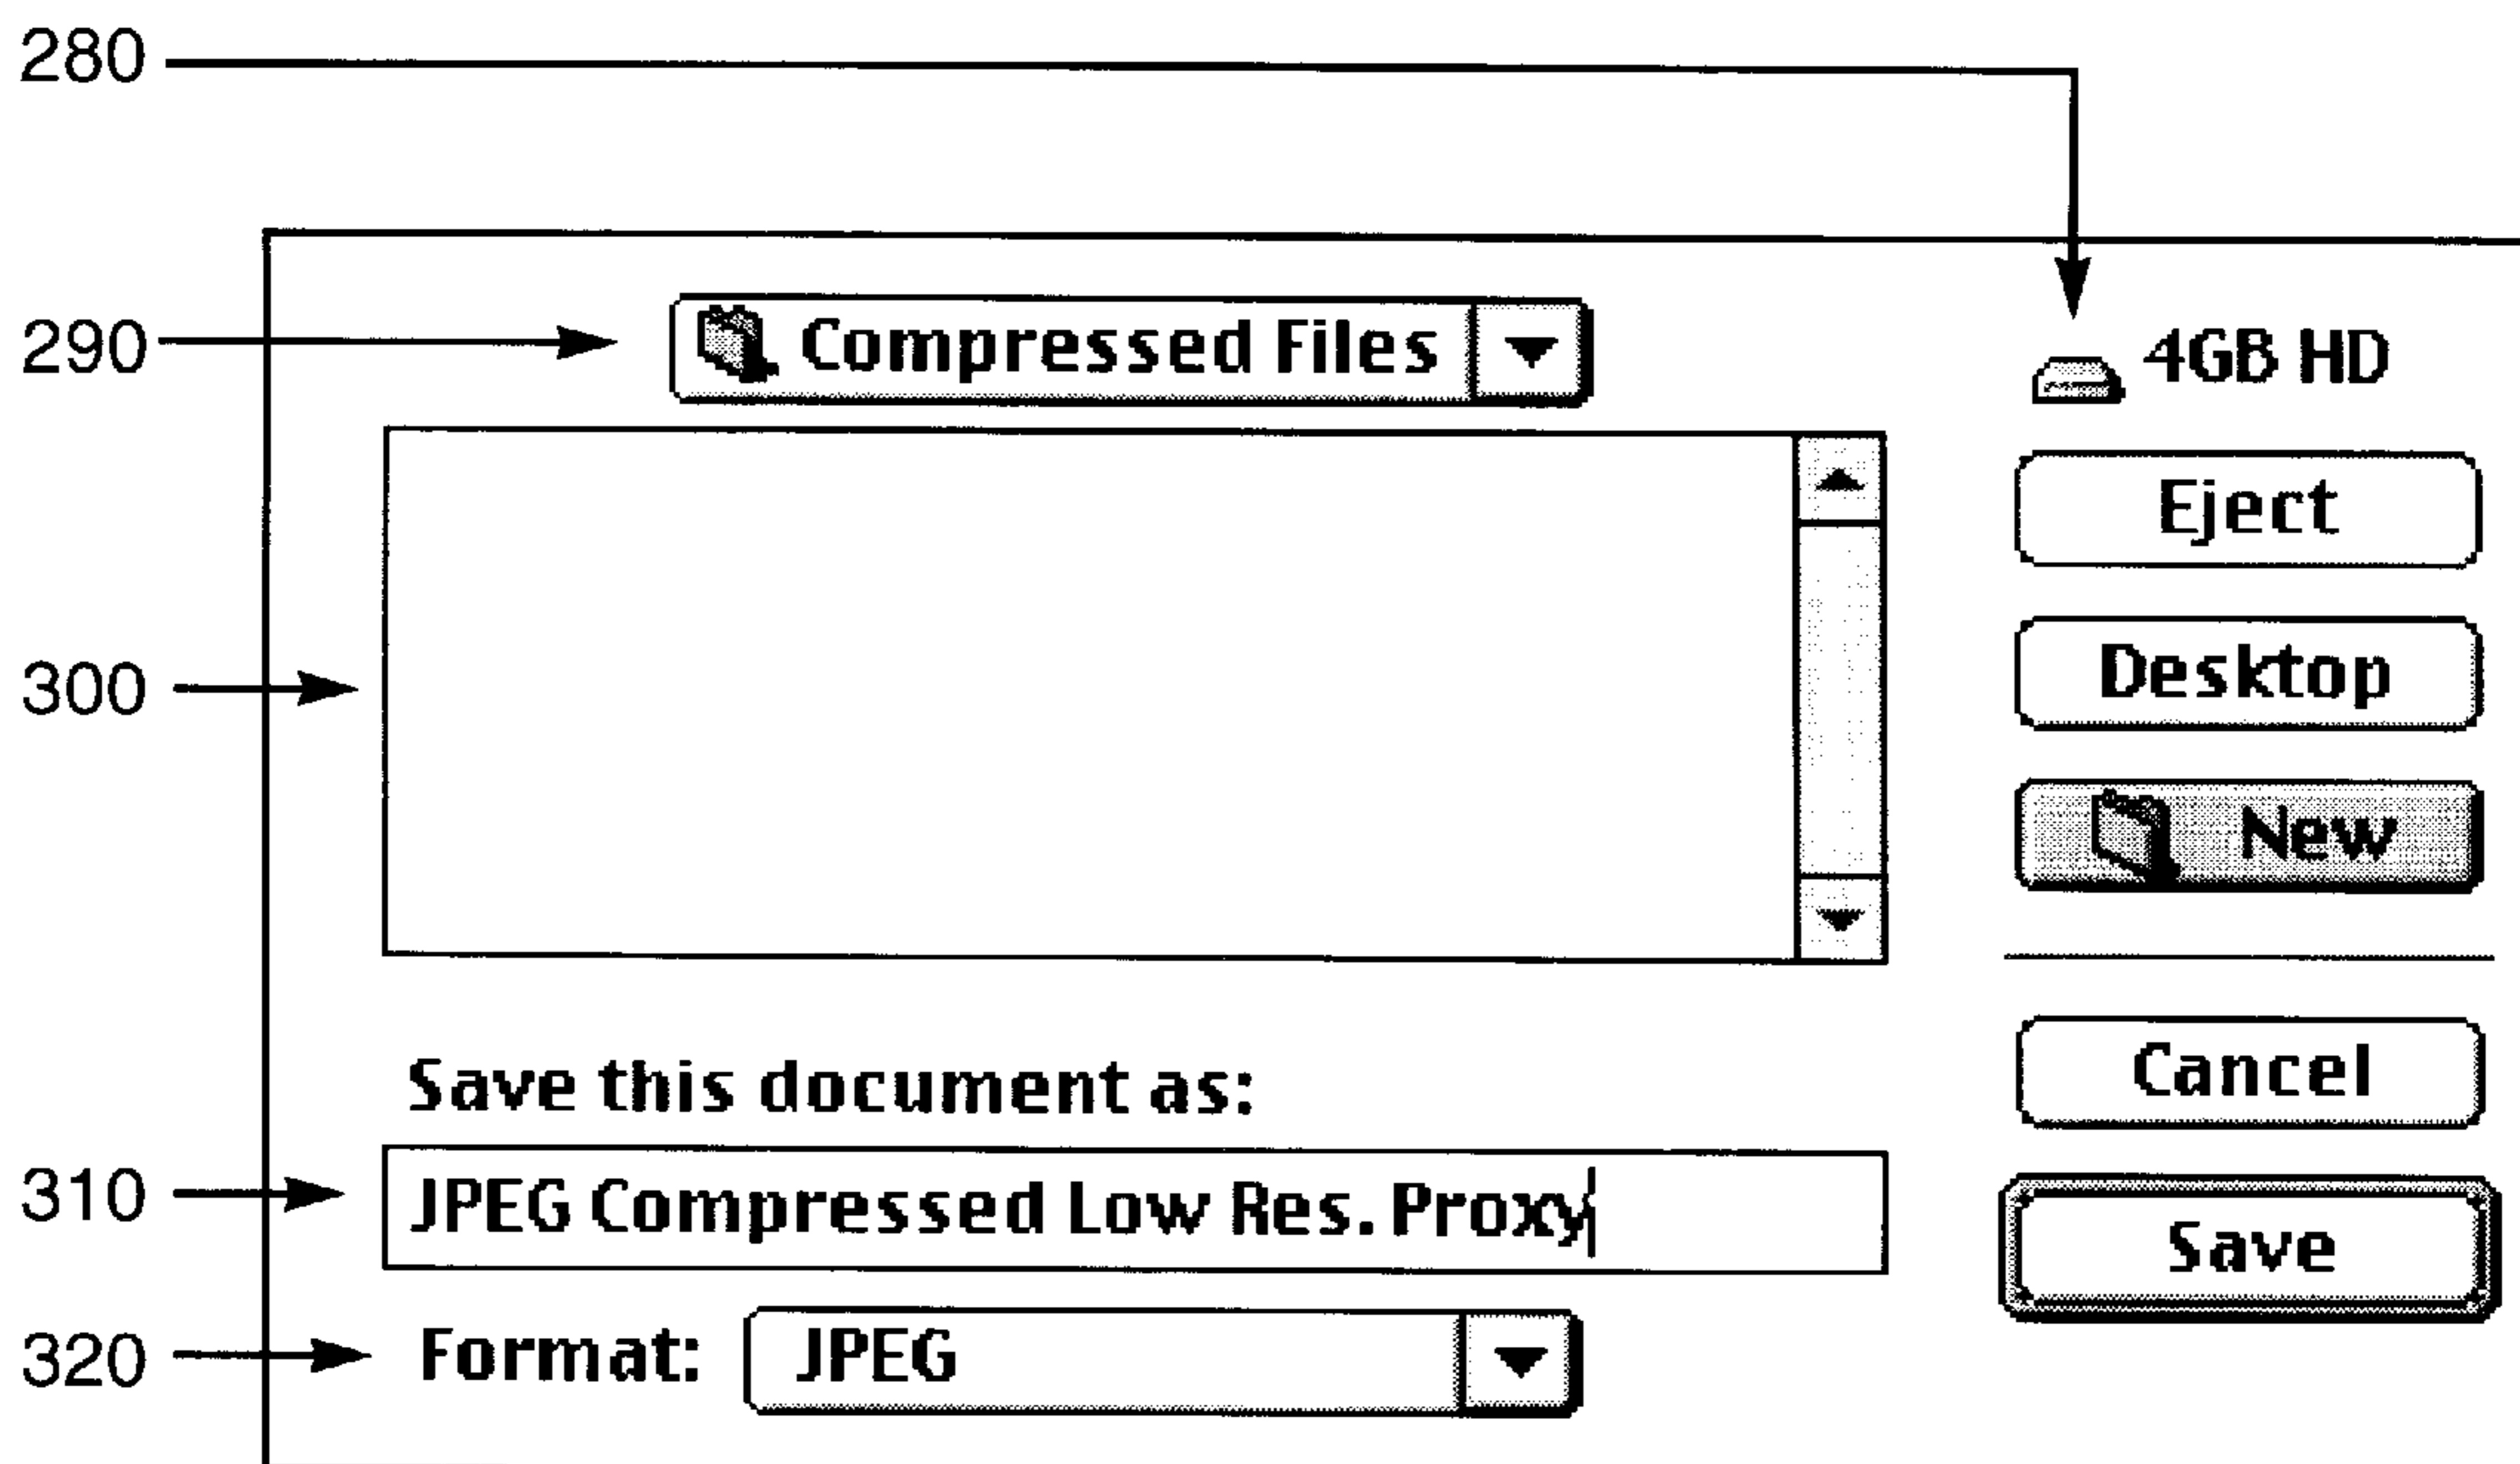 280
290
Compressed Files
4GB HD
Eject
300
Desktop
New
Save this document as:
Cancel
310
JPEG Compressed Low Res. Proxy
Save
320
Format: JPEG